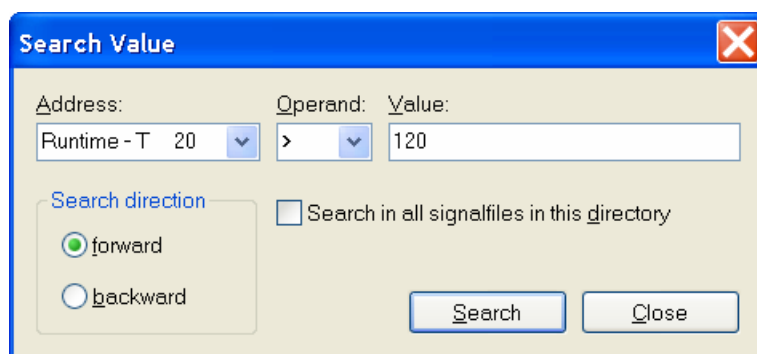 Search Value
Address: Operand: Value:
Runtime - T 20 > 120
Search direction
Search in all signalfiles in this directory
forward
backward
Search Close